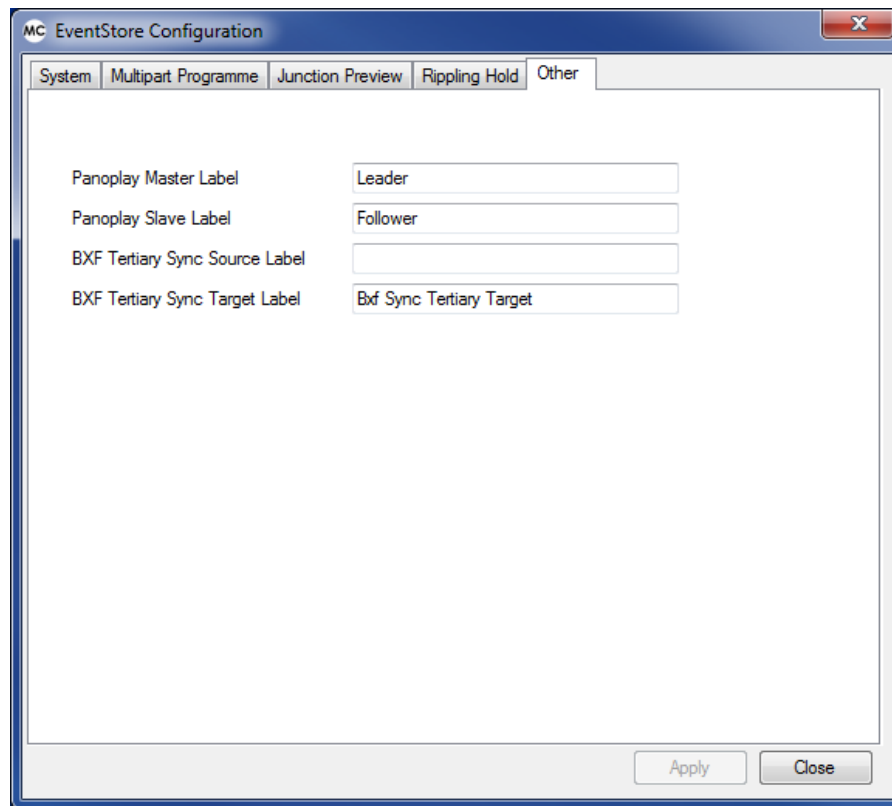 MC EventStore Configuration
System Multipart Programme Junction Preview Rippling Hold Other
Panoplay Master Label Leader
Panoplay Slave Label Follower
BXF Tertiary Sync Source Label
BXF Tertiary Sync Target Label Bxf Sync Tertiary Target
Apply Close